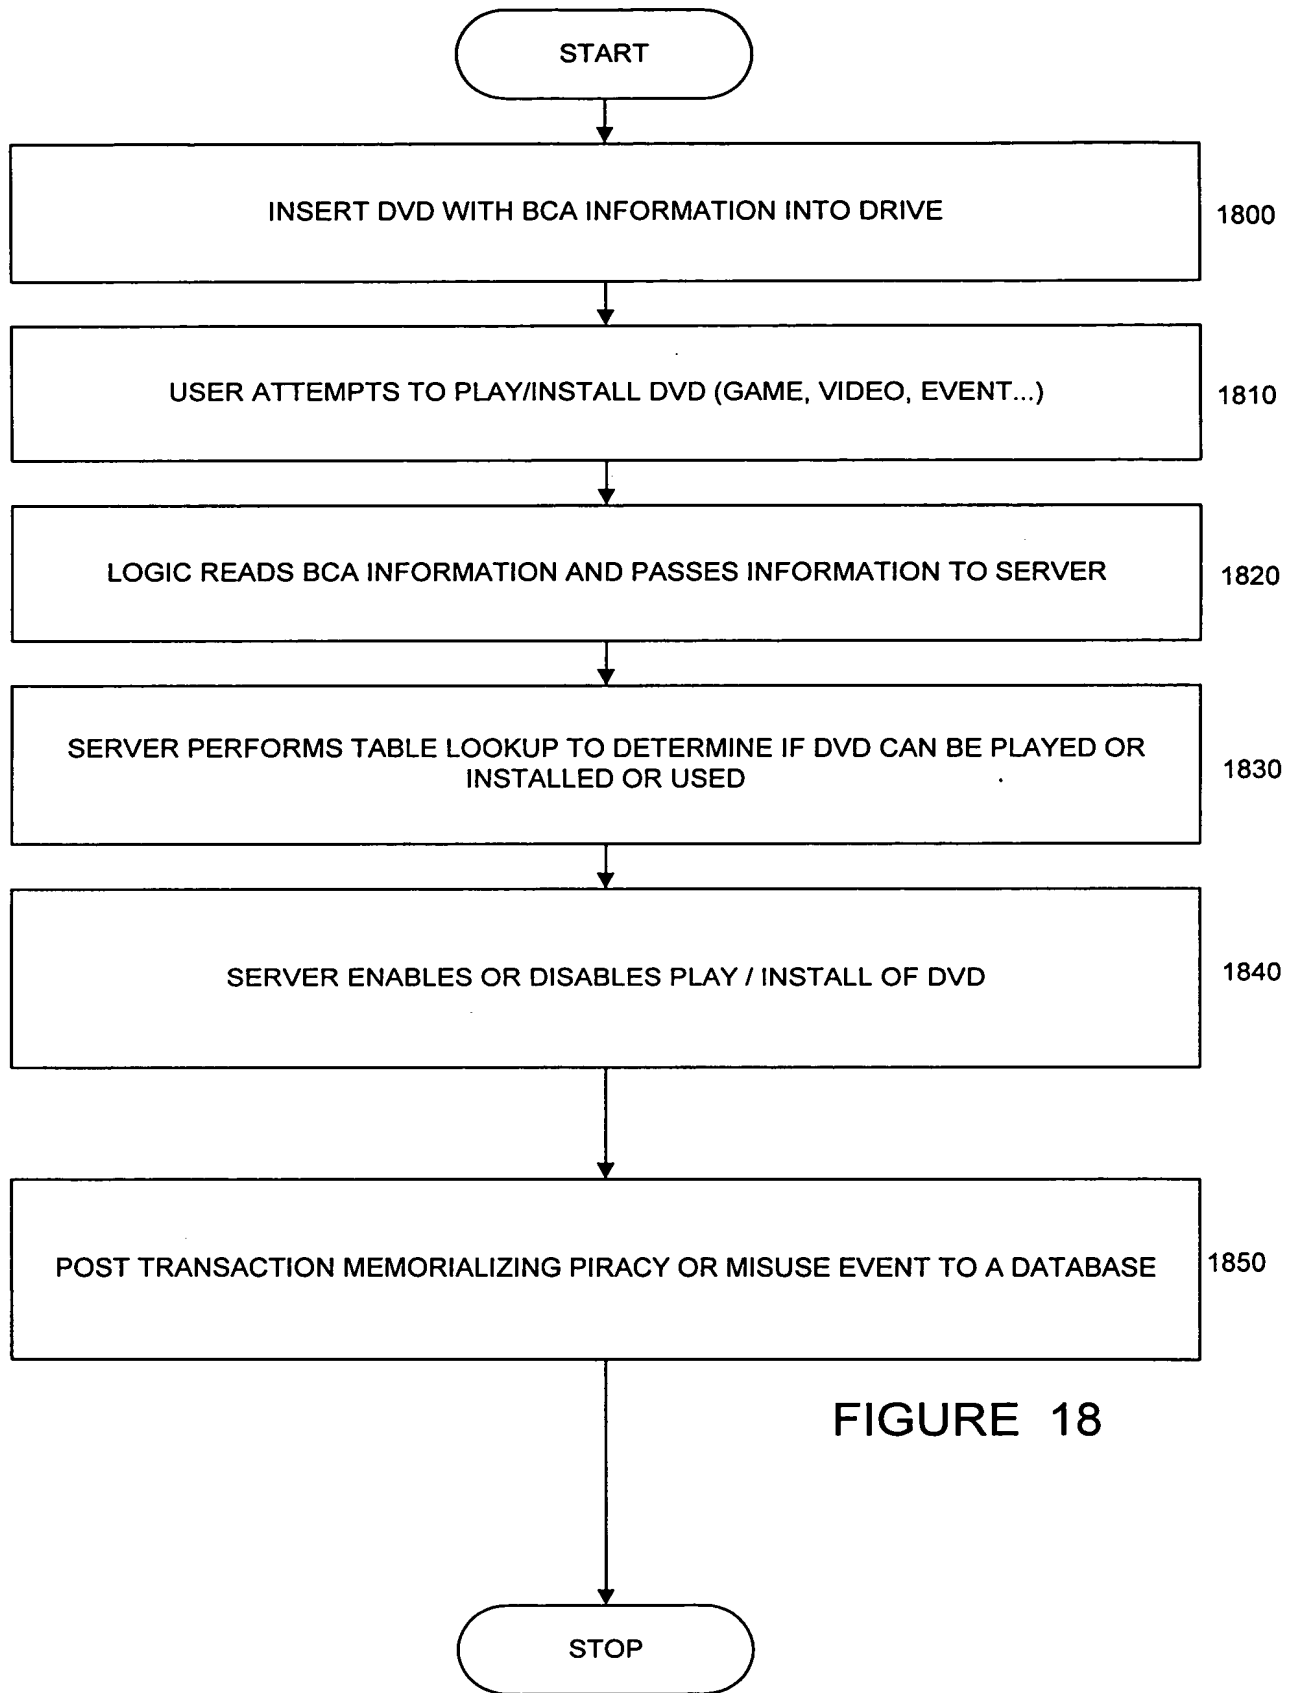 START
INSERT DVD WITH BCA INFORMATION INTO DRIVE
1800
USER ATTEMPTS TO PLAY/INSTALL DVD (GAME, VIDEO, EVENT...)
1810
LOGIC READS BCA INFORMATION AND PASSES INFORMATION TO SERVER
1820
SERVER PERFORMS TABLE LOOKUP TO DETERMINE IF DVD CAN BE PLAYED OR
INSTALLED OR USED
1830
SERVER ENABLES OR DISABLES PLAY / INSTALL OF DVD
1840
POST TRANSACTION MEMORIALIZING PIRACY OR MISUSE EVENT TO A DATABASE
1850
FIGURE 18
STOP